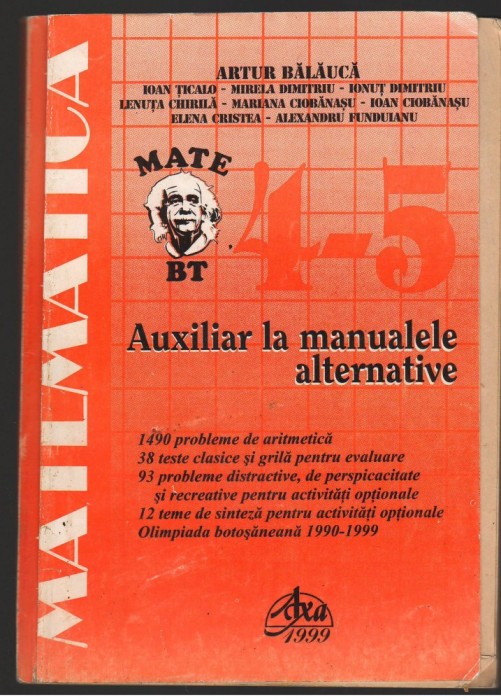 MATEMATICA
ARTUR BĂLĂUCĂ
IOAN ȚICALO - MIRELA DIMITRIU - IONUȚ DIMITRIU
LENUȚA CHIRILĂ - MARIANA CIOBĂNAȘU - IOAN CIOBĂNAȘU
ELENA CRISTEA - ALEXANDRU FUNDUIANU
MATE
BT
4-5
Auxiliar la manualele
alternative
1490 probleme de aritmetică
38 teste clasice și grilă pentru evaluare
93 probleme distractive, de perspicacitate
și recreative pentru activități opționale
12 teme de sinteză pentru activități opționale
Olimpiada botoșăneană 1990-1999
Axa
1999